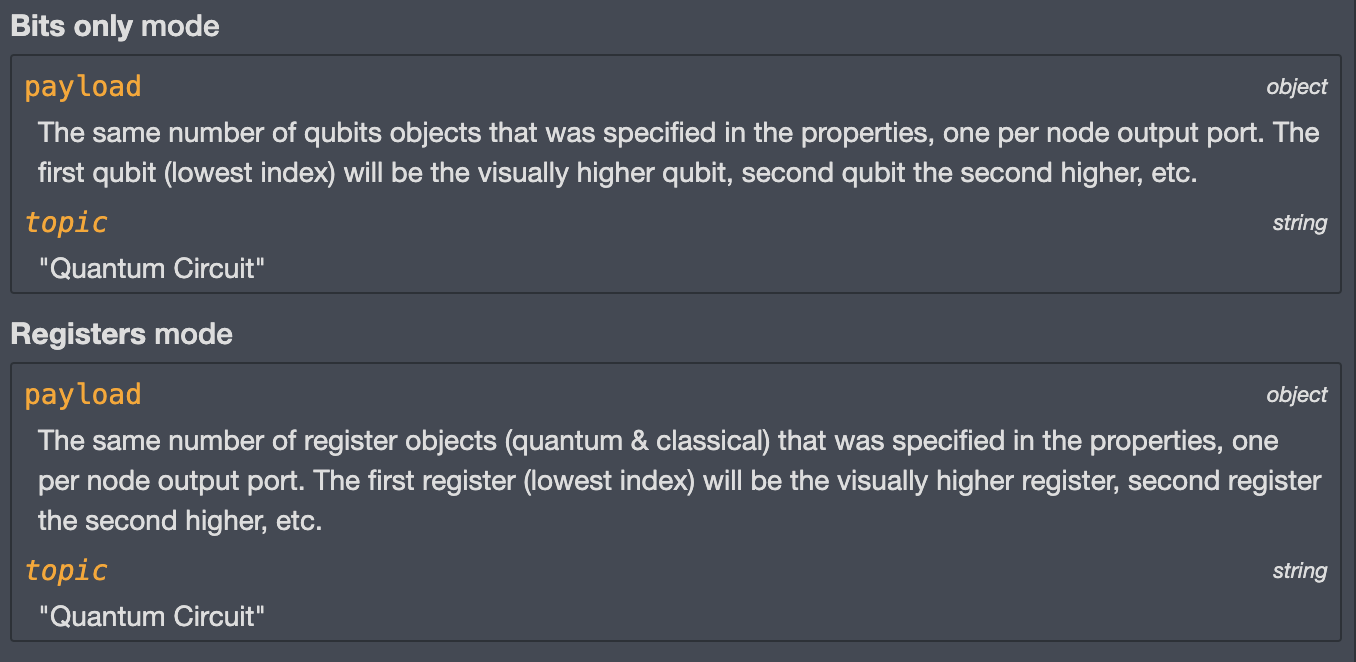 Bits only mode
payload object
The same number of qubits objects that was specified in the properties, one per node output port. The
first qubit (lowest index) will be the visually higher qubit, second qubit the second higher, etc.
topic string
"Quantum Circuit"
Registers mode
payload object
The same number of register objects (quantum & classical) that was specified in the properties, one
per node output port. The first register (lowest index) will be the visually higher register, second register
the second higher, etc.
topic string
"Quantum Circuit"